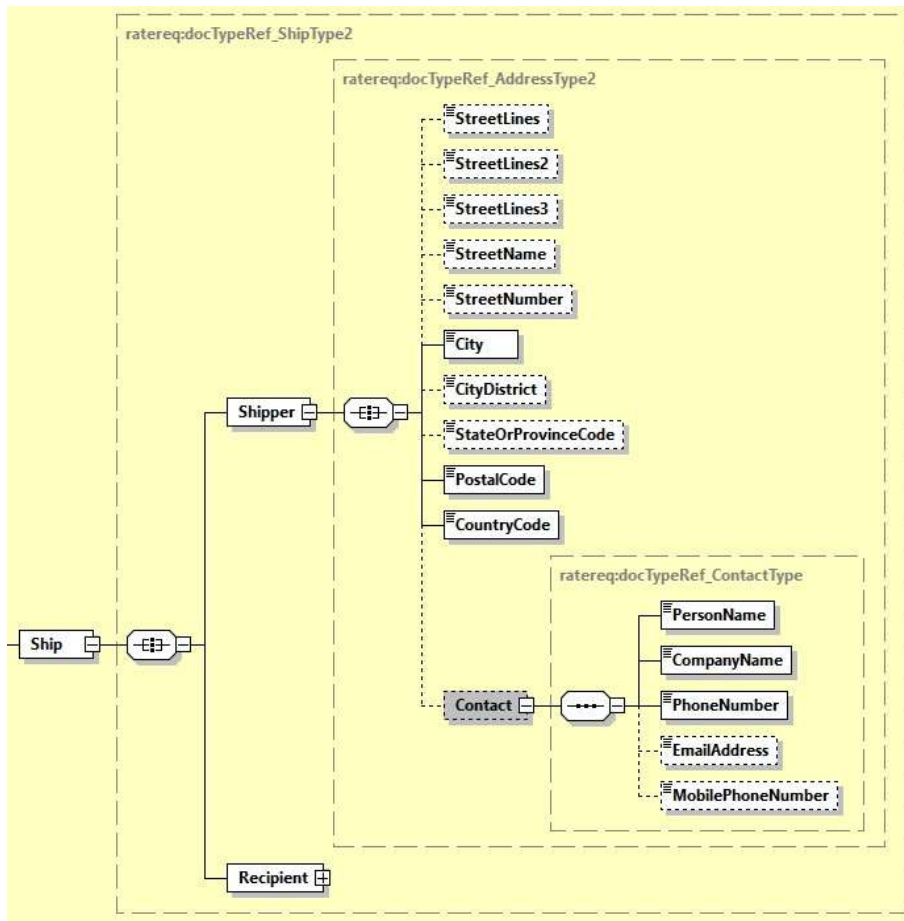 ratereq:docTypeRef_ShipType2
ratereq:docTypeRef_AddressType2
StreetLines
StreetLines2
StreetLines3
StreetName
StreetNumber
City
CityDistrict
Shipper
StateOrProvinceCode
PostalCode
CountryCode
ratereq:docTypeRef_ContactType
PersonName
Ship
CompanyName
Contact
PhoneNumber
EmailAddress
MobilePhoneNumber
Recipient